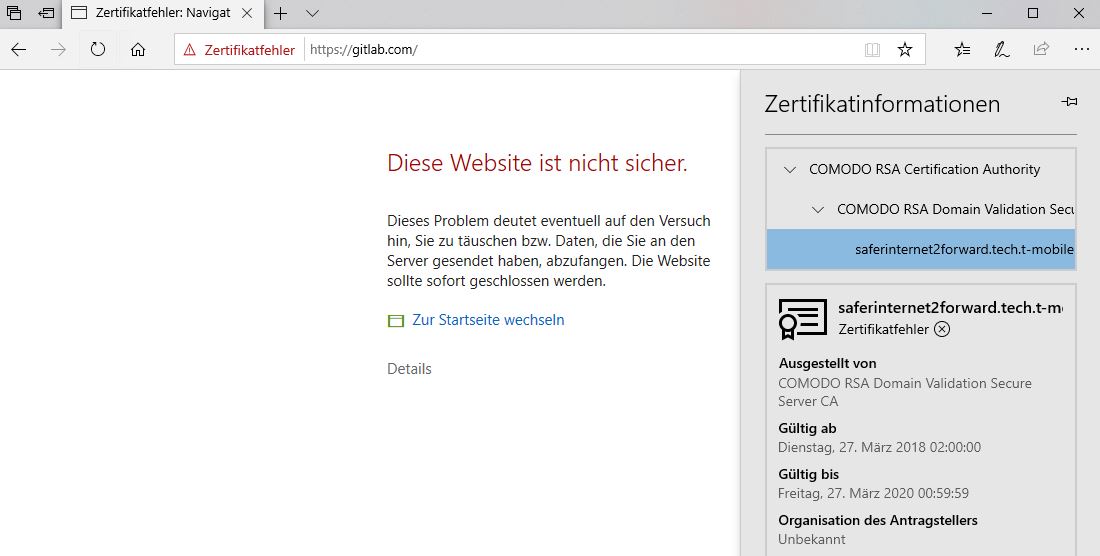 Zertifikatfehler: Navigat
Zertifikatfehler
https://gitlab.com/
Diese Website ist nicht sicher.
Dieses Problem deutet eventuell auf den Versuch
hin, Sie zu täuschen bzw. Daten, die Sie an den
Server gesendet haben, abzufangen. Die Website
sollte sofort geschlossen werden.
Zur Startseite wechseln
Details
Zertifikatinformationen
COMODO RSA Certification Authority
COMODO RSA Domain Validation Secu
saferinternet2forward.tech.t-mobile
saferinternet2forward.tech.t-m
Zertifikatfehler
Ausgestellt von
COMODO RSA Domain Validation Secure
Server CA
Gültig ab
Dienstag, 27. März 2018 02:00:00
Gültig bis
Freitag, 27. März 2020 00:59:59
Organisation des Antragstellers
Unbekannt